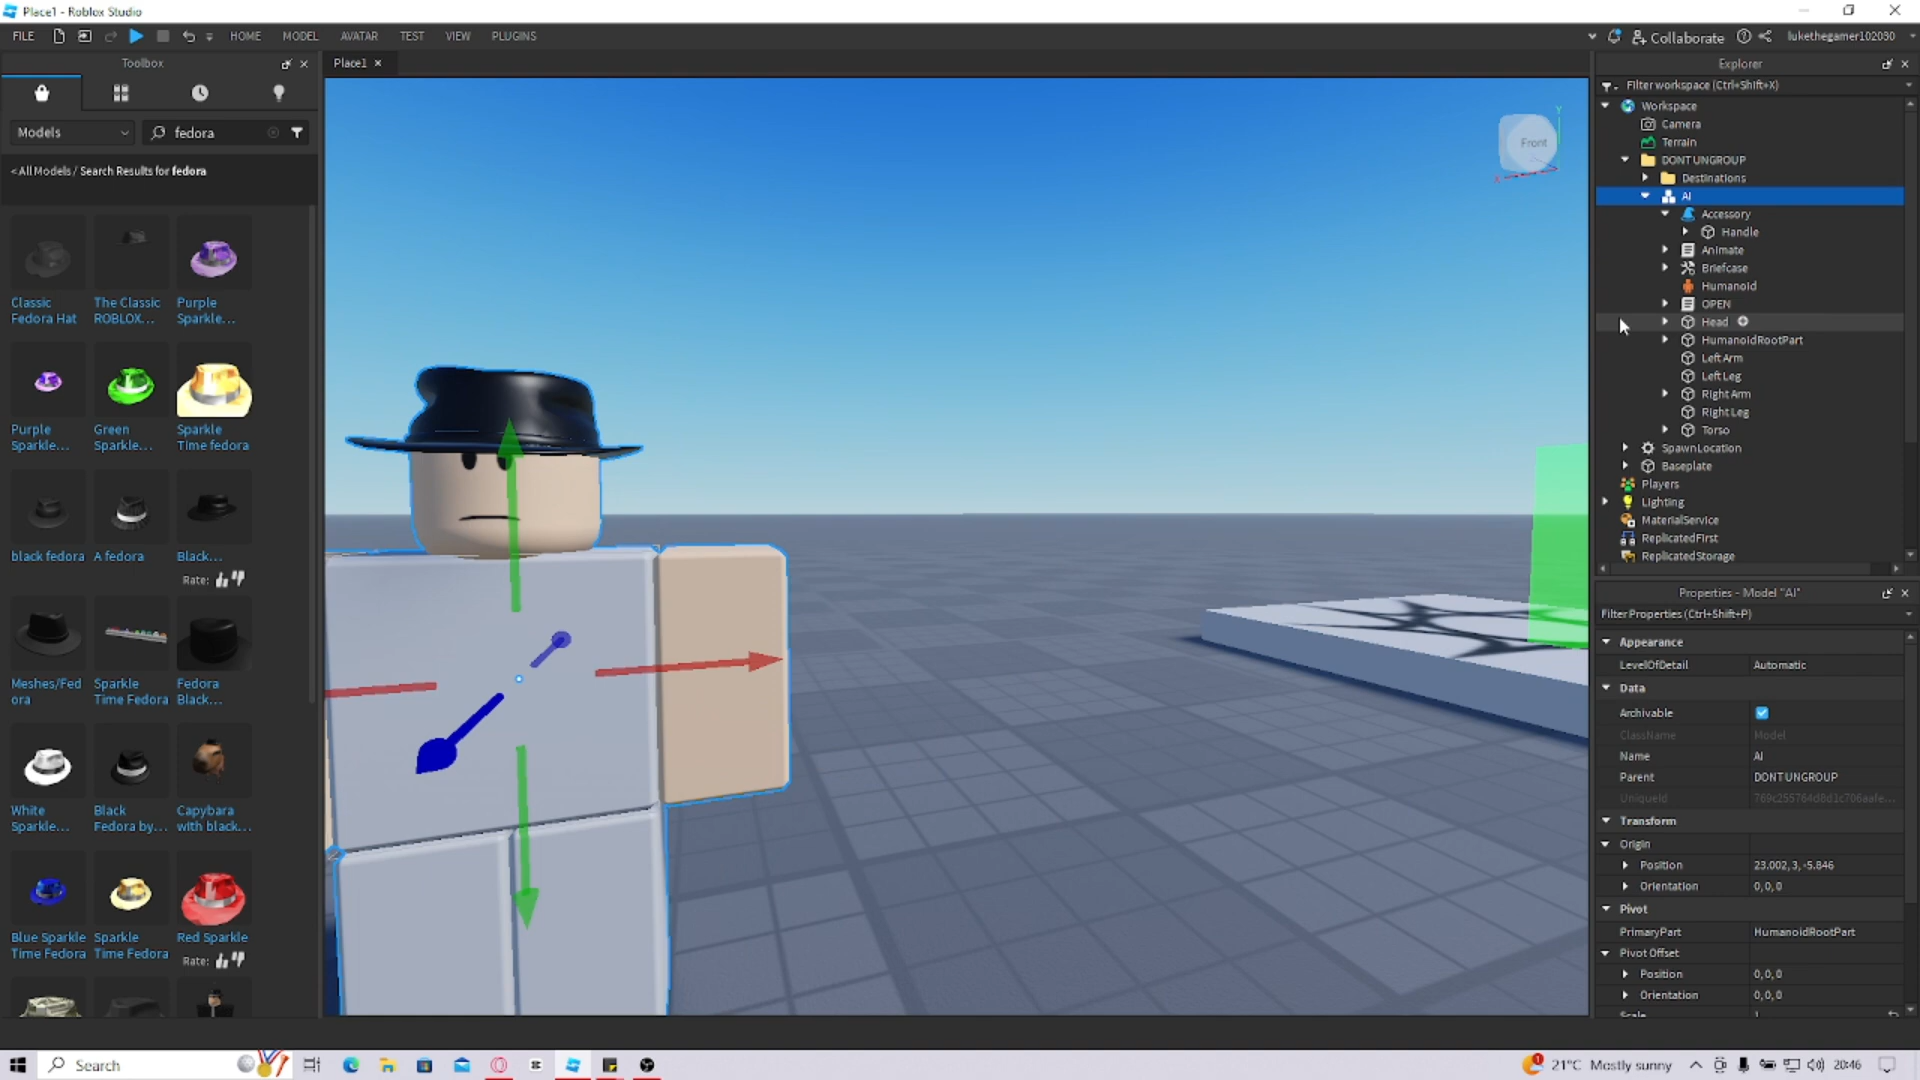 Place1 - Roblox Studio
FILE
HOME
MODEL
AVATAR
TEST
VIEW
PLUGINS
Collaborate
lukethegamer102030
Toolbox
Models
fedora
< All Models / Search Results for fedora
Classic Fedora Hat
The Classic ROBLOX...
Purple Sparkle...
Purple Sparkle...
Green Sparkle...
Sparkle Time fedora
black fedora
A fedora
Black...
Rate:
Meshes/Fedora
Sparkle Time Fedora
Fedora Black...
White Sparkle...
Black Fedora by...
Capybara with black...
Blue Sparkle Time Fedora
Sparkle Time Fedora
Red Sparkle
Rate:
Place1
Front
Y
X
Explorer
Filter workspace (Ctrl+Shift+X)
Workspace
Camera
Terrain
DONT UNGROUP
Destinations
AI
Accessory
Handle
Animate
Briefcase
Humanoid
OPEN
Head
HumanoidRootPart
Left Arm
Left Leg
Right Arm
Right Leg
Torso
SpawnLocation
Baseplate
Players
Lighting
MaterialService
ReplicatedFirst
ReplicatedStorage
Properties - Model "AI"
Filter Properties (Ctrl+Shift+P)
Appearance
LevelOfDetail Automatic
Data
Archivable
ClassName Model
Name AI
Parent DONT UNGROUP
UniqueId
Transform
Origin
Position 23.002, 3, -5.846
Orientation 0, 0, 0
Pivot
PrimaryPart HumanoidRootPart
Pivot Offset
Position 0, 0, 0
Orientation 0, 0, 0
Scale 1
Search
21°C Mostly sunny
20:46